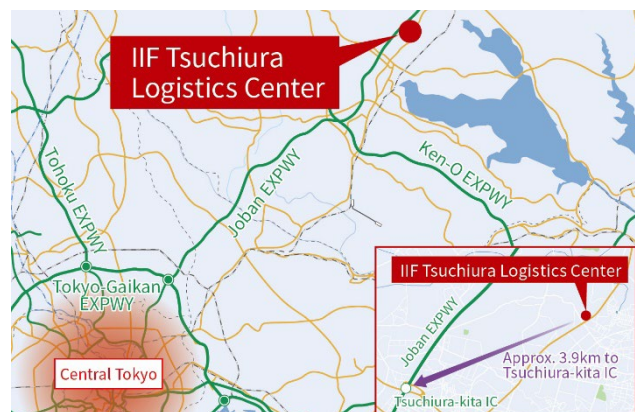 IIF Tsuchiura
Logistics Center
Tohoku EXPWY
Joban EXPWY
Ken-O EXPWY
Tokyo-Gaikan
EXPWY
Central Tokyo
IIF Tsuchiura Logistics Center
Joban EXPWY
Approx. 3.9km to
Tsuchiura-kita IC
Tsuchiura-kita IC